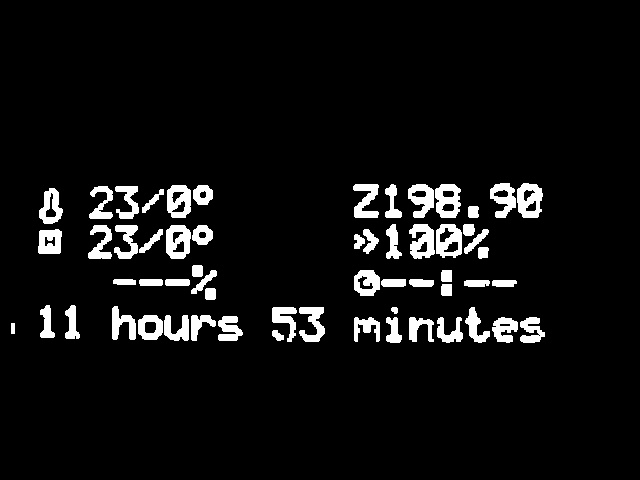 23/0° Z198.90
23/0° »100%
---% --:--
11 hours 53 minutes